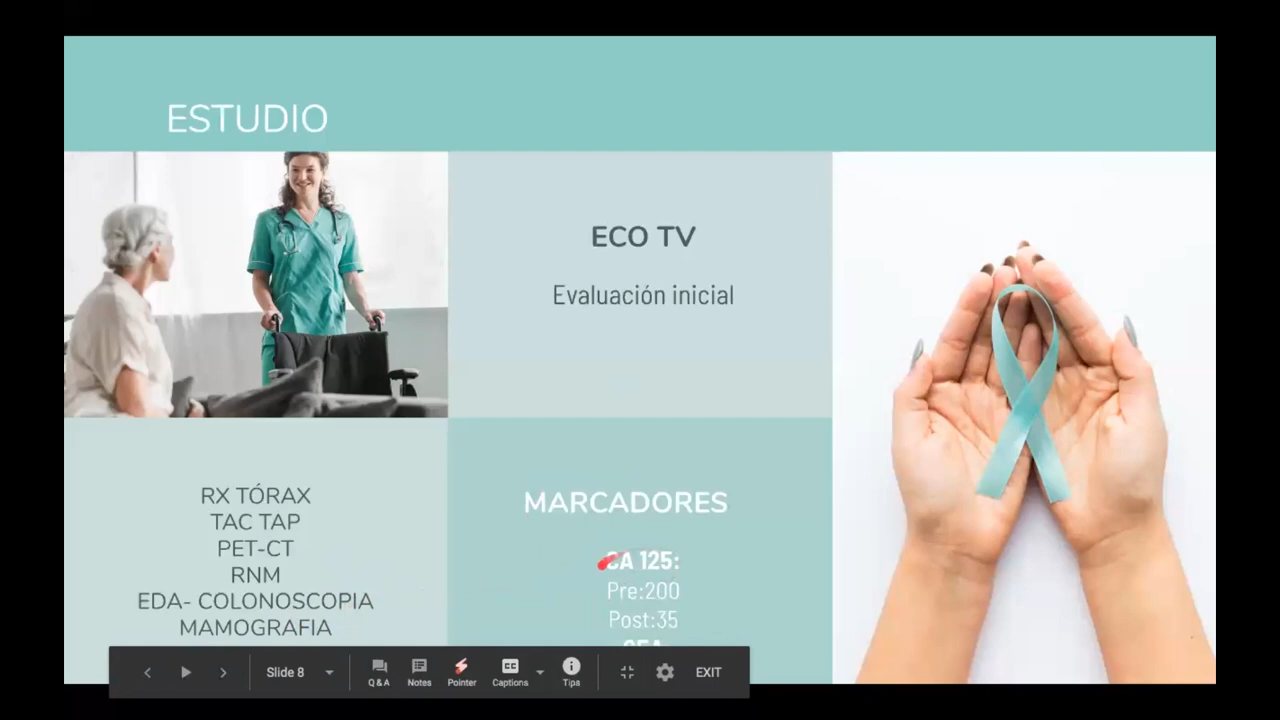 ESTUDIO
ECO TV
Evaluación inicial
RX TÓRAX
TAC TAP
PET-CT
RNM
EDA- COLONOSCOPIA
MAMOGRAFIA
MARCADORES
CA 125:
Pre:200
Post:35
Slide 8
Q & A
Notes
Pointer
CC
Captions
Tips
EXIT